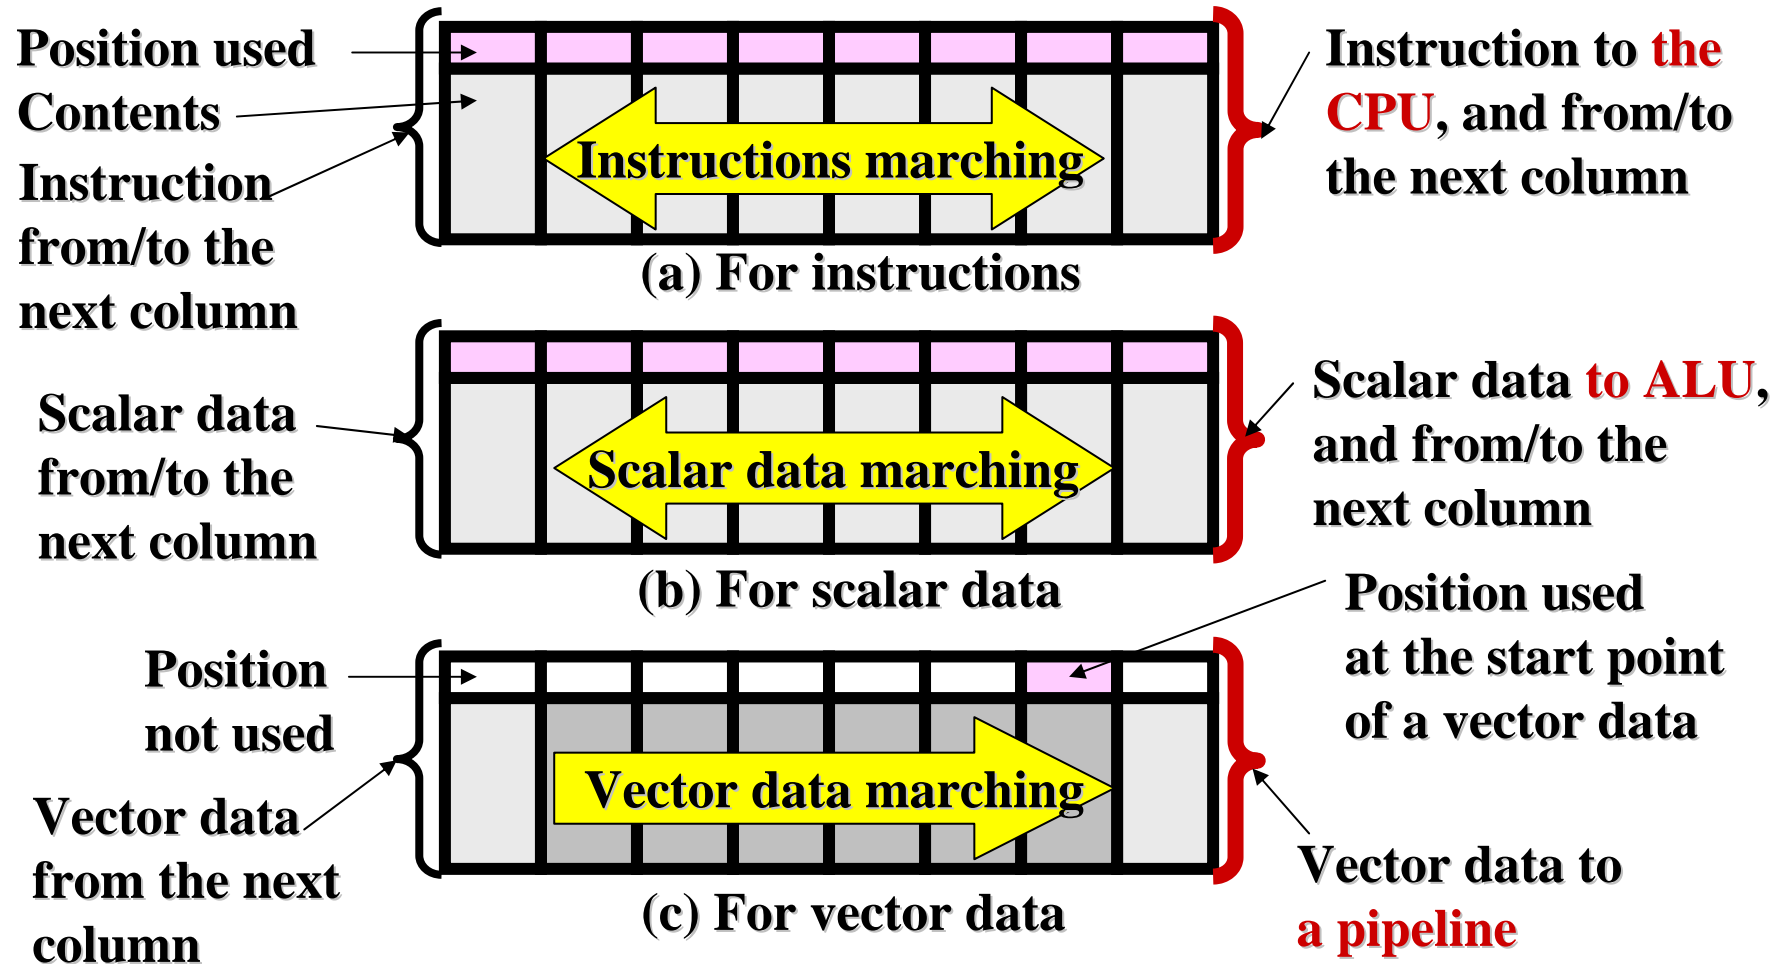 Position used
Contents
Instruction
from/to the
next column
Instructions marching
Instruction to the
CPU, and from/to
the next column
(a) For instructions
Scalar data
from/to the
next column
Scalar data marching
Scalar data to ALU,
and from/to the
next column
(b) For scalar data
Position
not used
Vector data
from the next
column
Vector data marching
Position used
at the start point
of a vector data
Vector data to
a pipeline
(c) For vector data